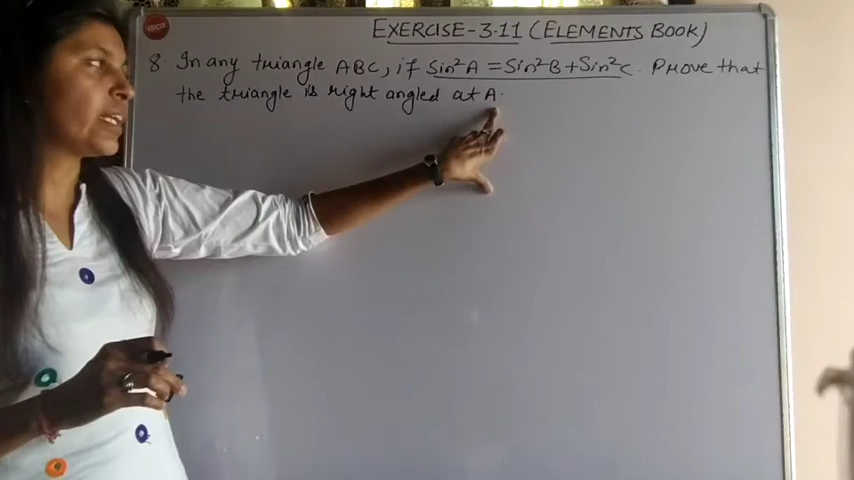 EXERCISE-3.11 (ELEMENTS BOOK)
8. In any triangle ABC, if Sin²A = Sin²B + Sin²C. Prove that
the triangle is right angled at A.